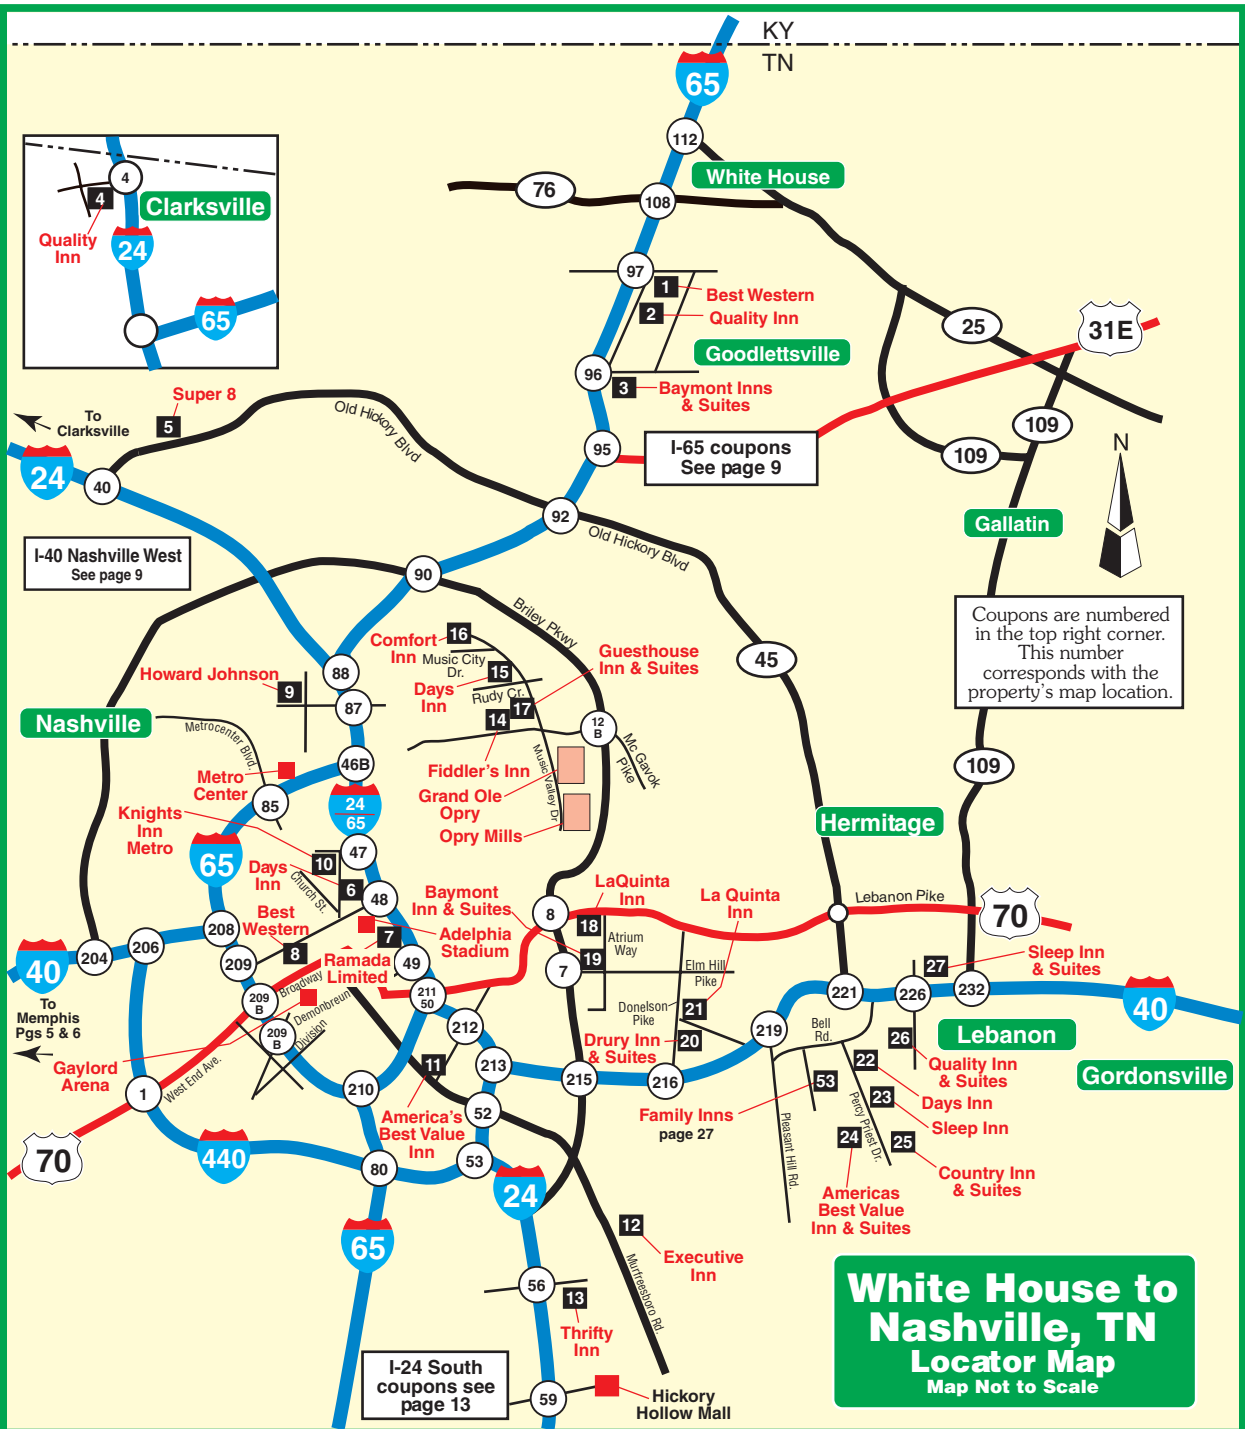 KY
TN
65
112
White House
76
108
4
4
Clarksville
Quality
Inn
24
65
97
1
Best Western
2
Quality Inn
25
31E
Goodlettsville
96
3
Baymont Inns
& Suites
Super 8
5
To
Clarksville
Old Hickory Blvd
109
N
95
I-65 coupons
See page 9
109
24
40
92
Gallatin
Old Hickory Blvd
I-40 Nashville West
See page 9
90
Briley Pkwy
Coupons are numbered
in the top right corner.
This number
corresponds with the
property's map location.
Comfort
Inn
16
Music City
Dr.
Guesthouse
Inn & Suites
45
88
Howard Johnson
9
Days
Inn
15
Rudy Cr.
17
14
87
Nashville
Metrocenter Blvd.
12
B
Mc Gavok
Pike
46B
Metro
Center
Fiddler's Inn
Music Valley Dr
109
Grand Ole
Opry
85
24
65
Knights
Inn
Metro
Opry Mills
Hermitage
65
10
47
Days
Inn
6
Church St.
48
Baymont
Inn & Suites
LaQuinta
Inn
La Quinta
Inn
Lebanon Pike
70
8
18
Best
Western
208
8
7
Adelphia
Stadium
Atrium
Way
206
204
40
209
Ramada
Limited
49
7
19
Elm Hill
Pike
Sleep Inn
& Suites
27
209
B
Broadway
211
50
221
226
232
40
To
Memphis
Pgs 5 & 6
Demonbreun
Division
209
B
212
Donelson
Pike
21
219
Bell
Rd.
Lebanon
Drury Inn
& Suites
20
26
Gaylord
Arena
West End Ave.
1
210
11
213
215
216
22
Quality Inn
& Suites
Gordonsville
53
23
Days Inn
America's
Best Value
Inn
52
Family Inns
page 27
Percy Priest Dr.
Sleep Inn
24
25
Pleasant Hill Rd.
70
440
80
53
24
Country Inn
& Suites
Americas
Best Value
Inn & Suites
65
12
Executive
Inn
Murfreesboro Rd.
56
13
Thrifty
Inn
White House to
Nashville, TN
Locator Map
Map Not to Scale
I-24 South
coupons see
page 13
59
Hickory
Hollow Mall